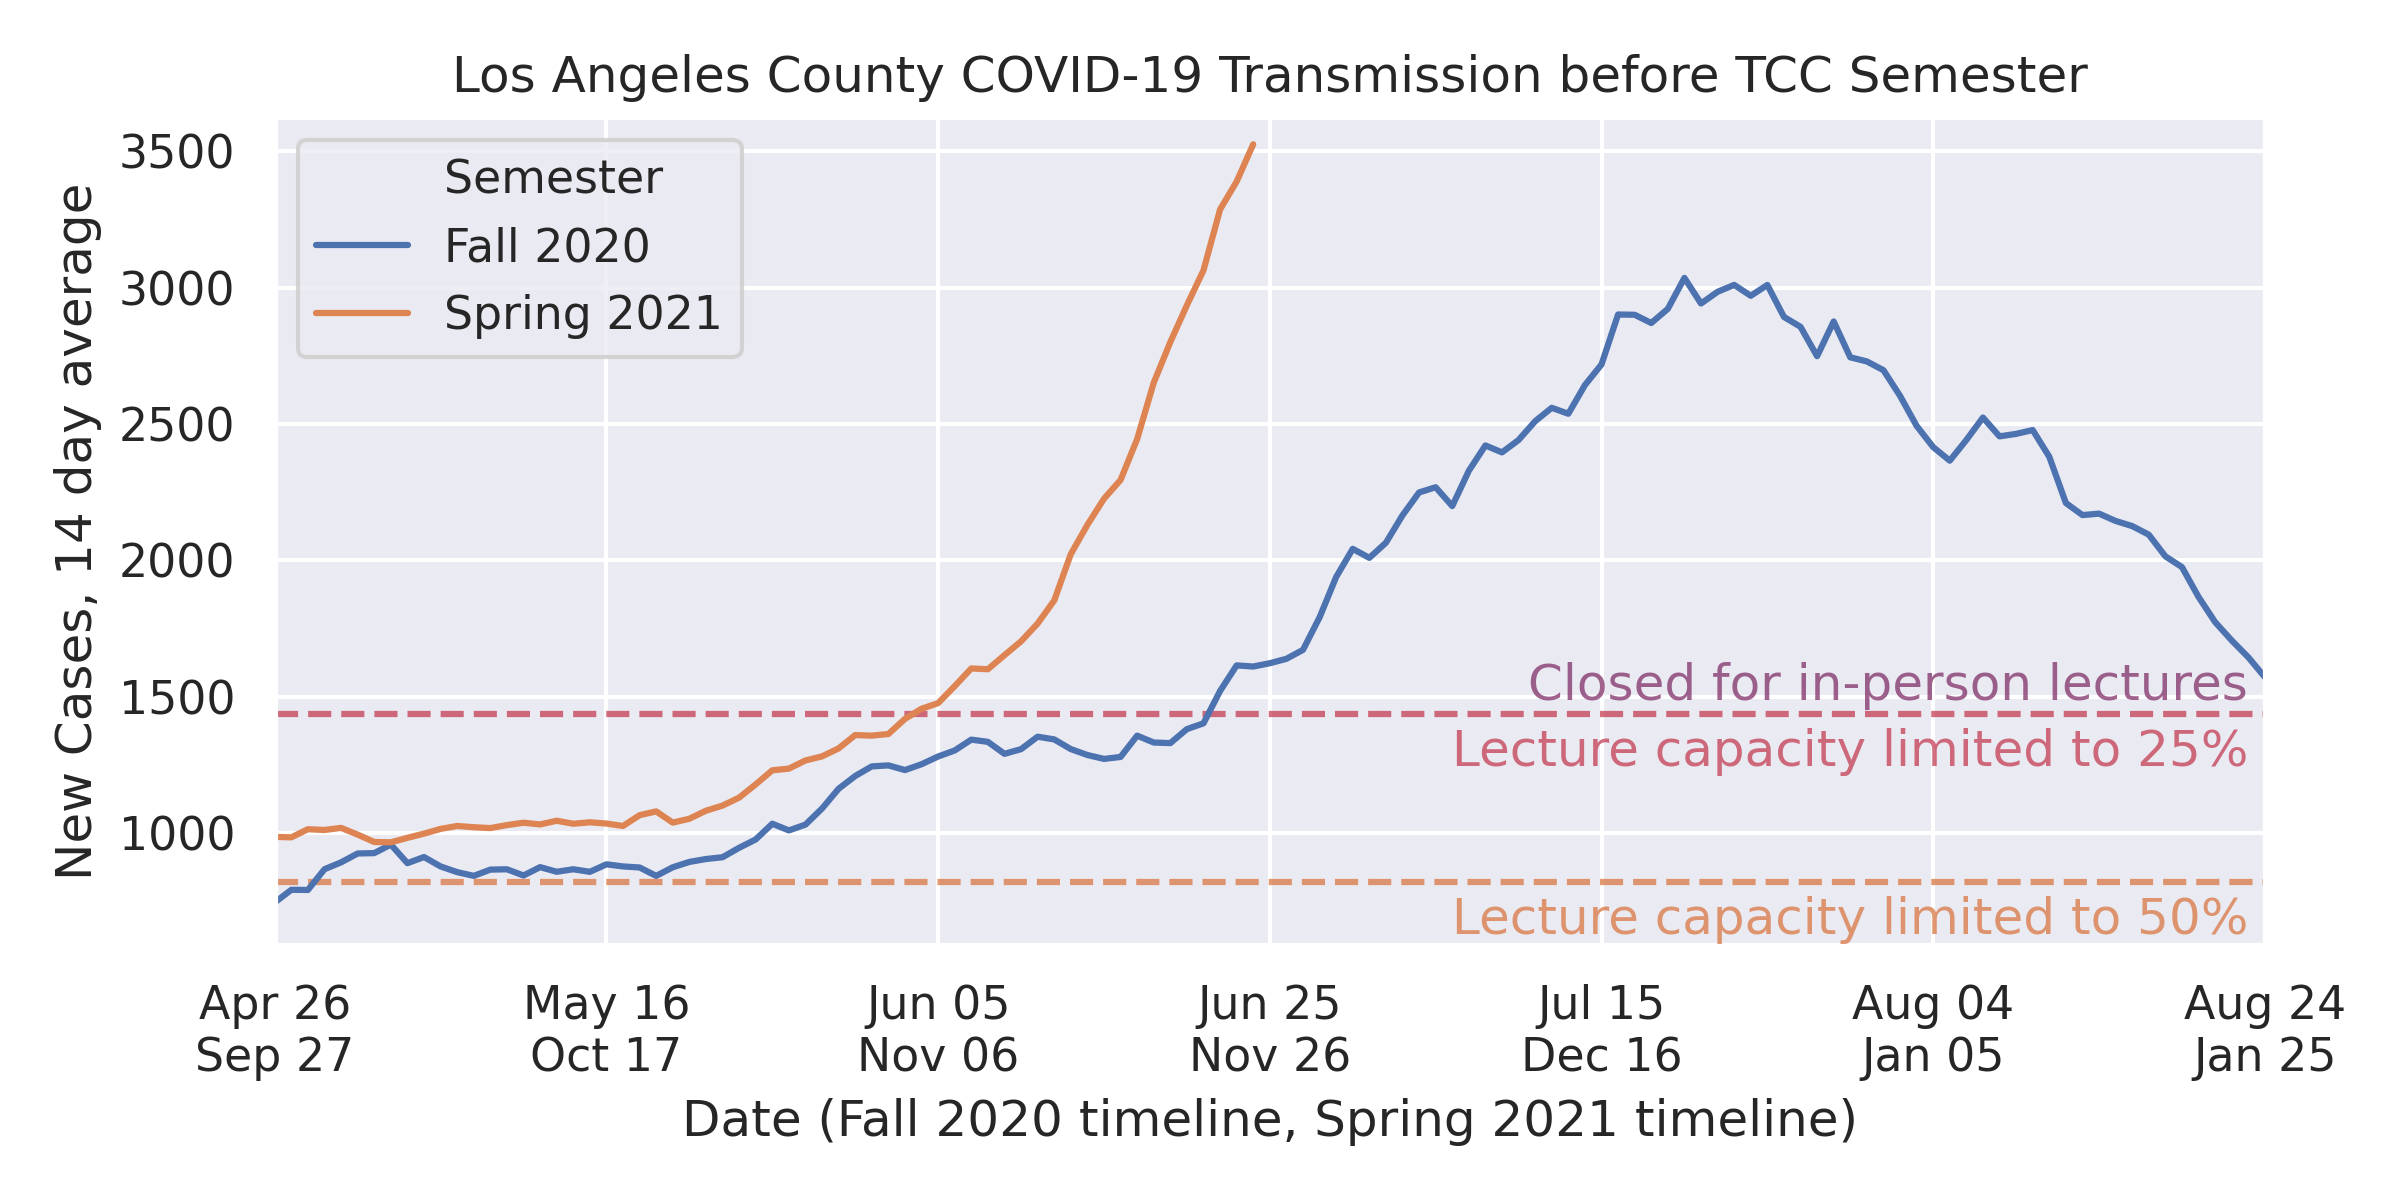 Los Angeles County COVID-19 Transmission before TCC Semester
New Cases, 14 day average
3500
3000
2500
2000
1500
1000
Semester
Fall 2020
Spring 2021
Closed for in-person lectures
Lecture capacity limited to 25%
Lecture capacity limited to 50%
Apr 26 May 16 Jun 05 Jun 25 Jul 15 Aug 04 Aug 24
Sep 27 Oct 17 Nov 06 Nov 26 Dec 16 Jan 05 Jan 25
Date (Fall 2020 timeline, Spring 2021 timeline)